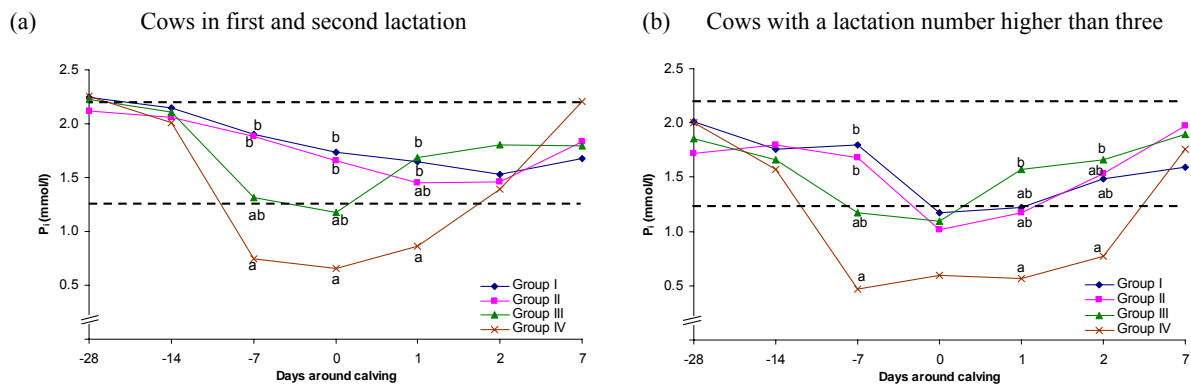 (a) Cows in first and second lactation
2.5
2.0
1.5
1.0
0.5
Pi (mmol/l)
b
b
b
b
b
b
ab
ab
ab
a
a
a
Group I
Group II
Group III
Group IV
-28 -14 -7 0 1 2 7
Days around calving
(b) Cows with a lactation number higher than three
2.5
2.0
1.5
1.0
0.5
Pi (mmol/l)
b
b
ab
a
b
ab
ab
a
b
ab
ab
a
Group I
Group II
Group III
Group IV
-28 -14 -7 0 1 2 7
Days around calving